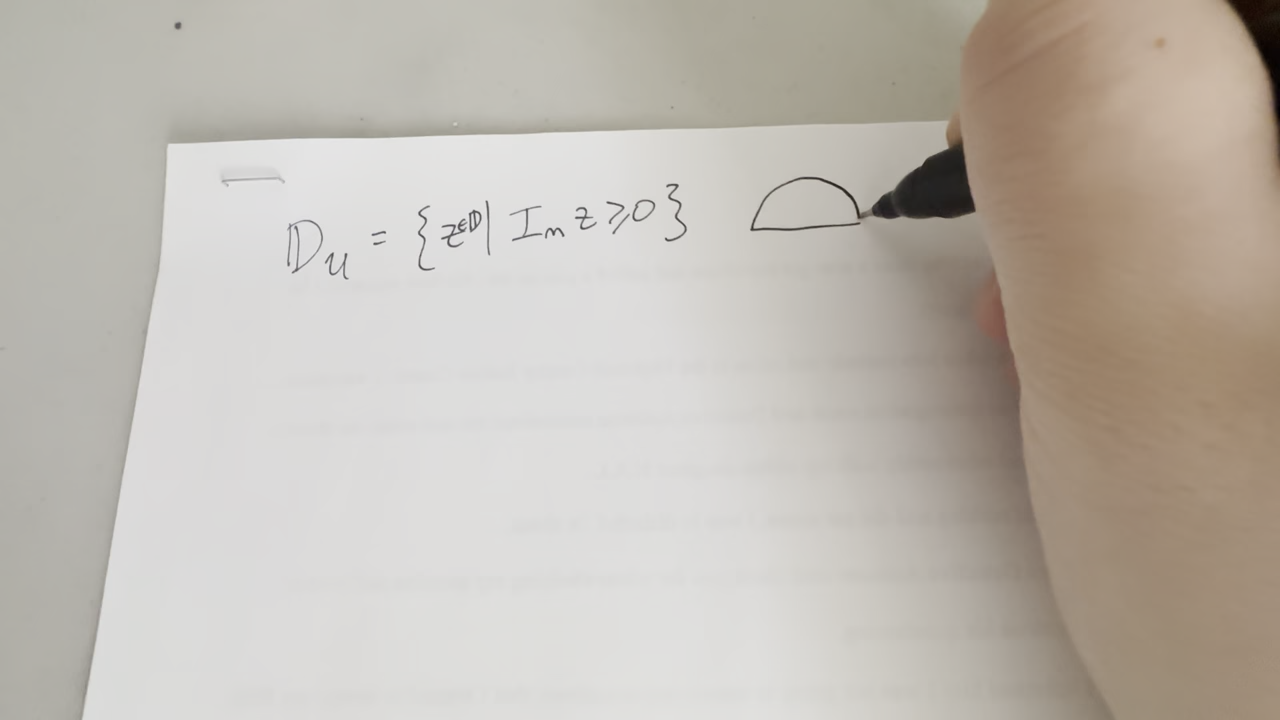 𝔻u = {z∈𝔻| Im z ⩾ 0}